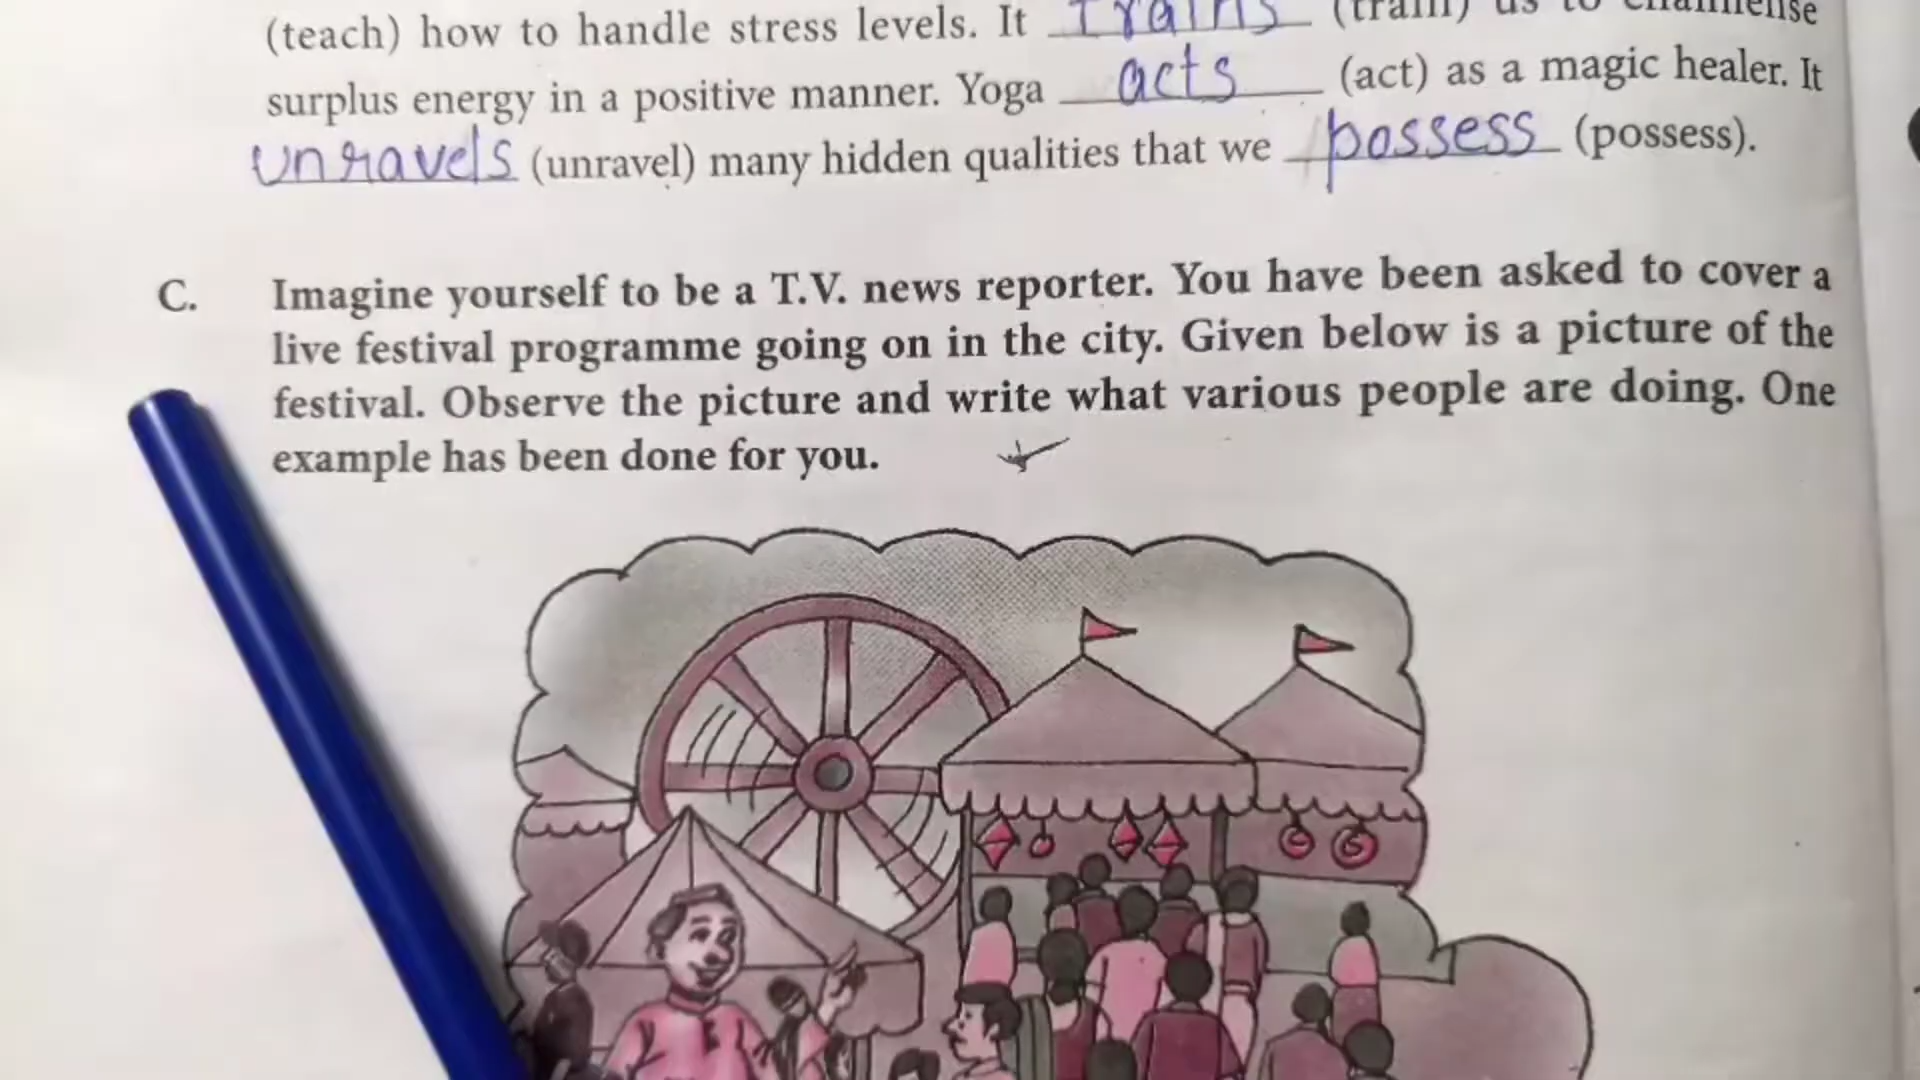 (teach) how to handle stress levels. It trains (train) us to
surplus energy in a positive manner. Yoga acts (act) as a magic healer. It
unravels (unravel) many hidden qualities that we possess (possess).
C. Imagine yourself to be a T.V. news reporter. You have been asked to cover a
live festival programme going on in the city. Given below is a picture of the
festival. Observe the picture and write what various people are doing. One
example has been done for you.